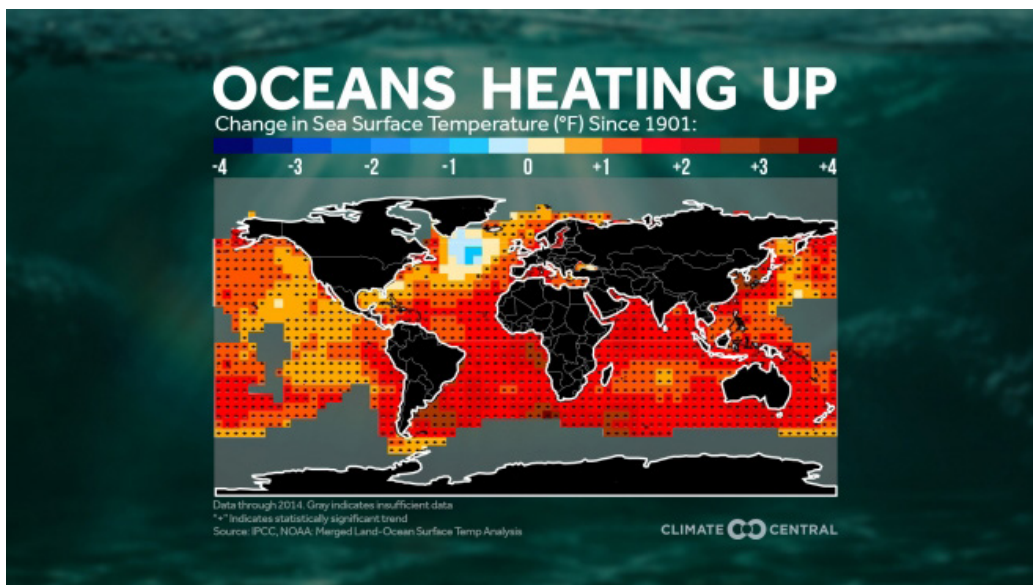 OCEANS HEATING UP
Change in Sea Surface Temperature (°F) Since 1901:
-4 -3 -2 -1 0 +1 +2 +3 +4
Data through 2014. Gray indicates insufficient data
"+" Indicates statistically significant trend
Source: IPCC, NOAA: Merged Land-Ocean Surface Temp Analysis
CLIMATE CENTRAL